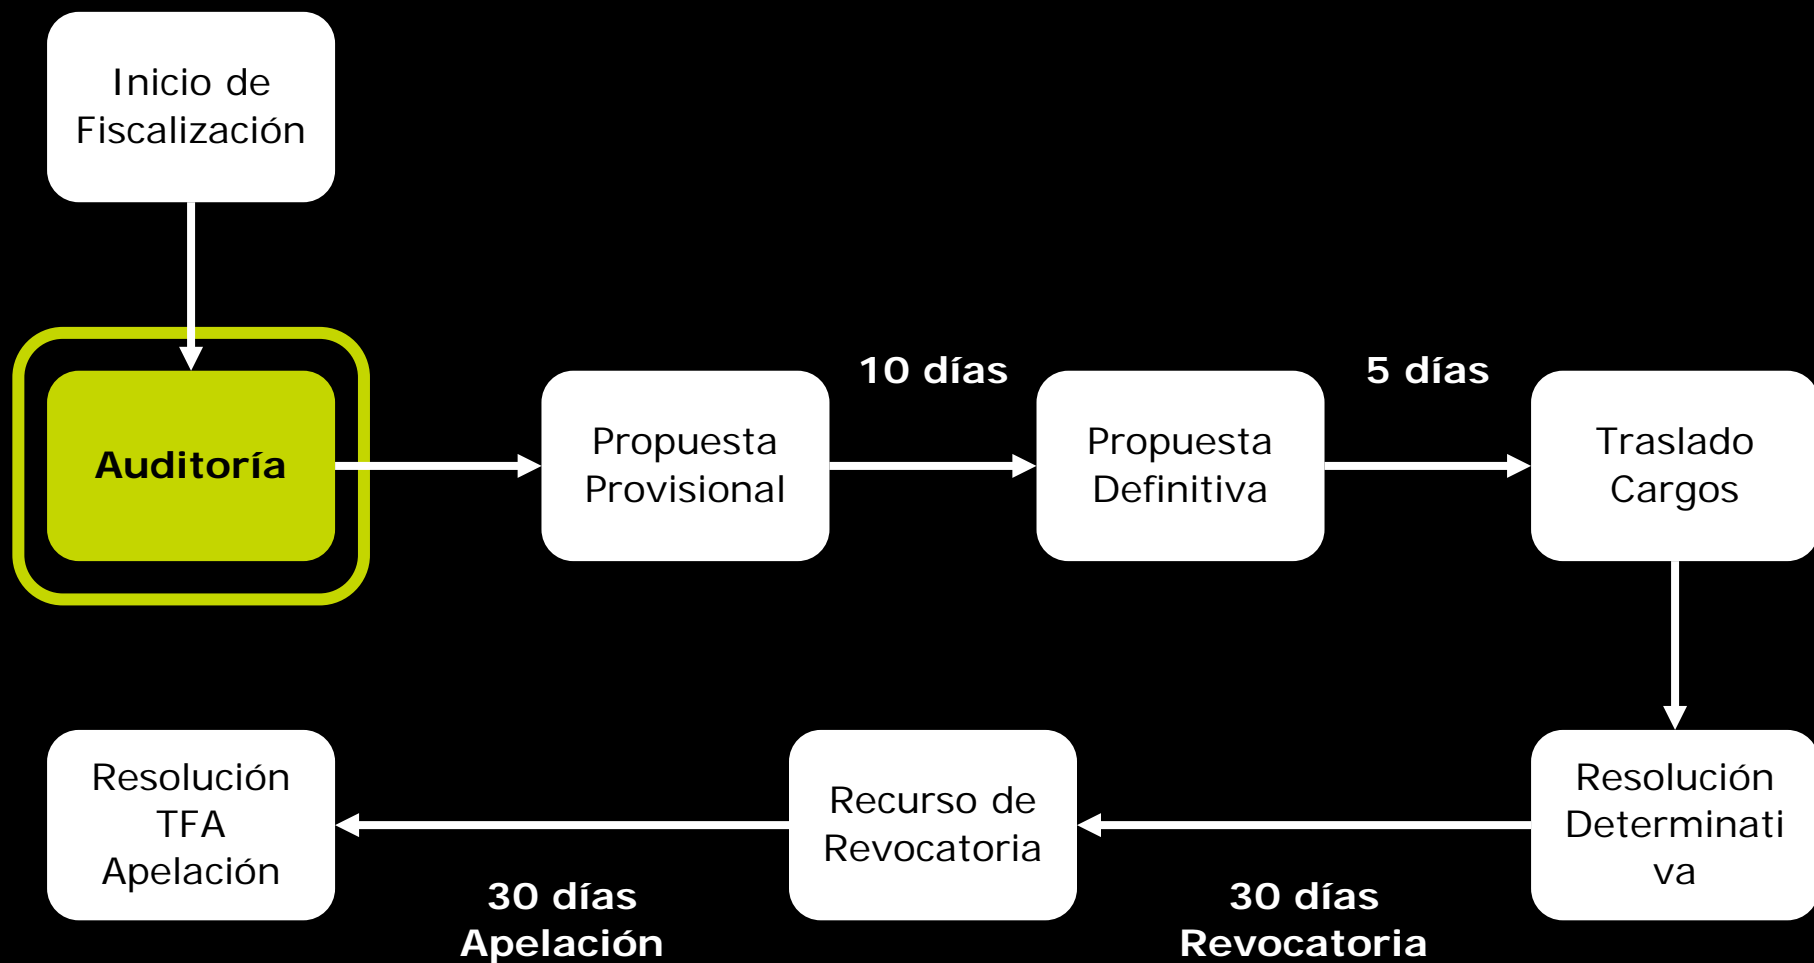 Inicio de
Fiscalización
Auditoría
Propuesta
Provisional
10 días
Propuesta
Definitiva
5 días
Traslado
Cargos
Resolución
Determinati
va
30 días
Revocatoria
Recurso de
Revocatoria
30 días
Apelación
Resolución
TFA
Apelación